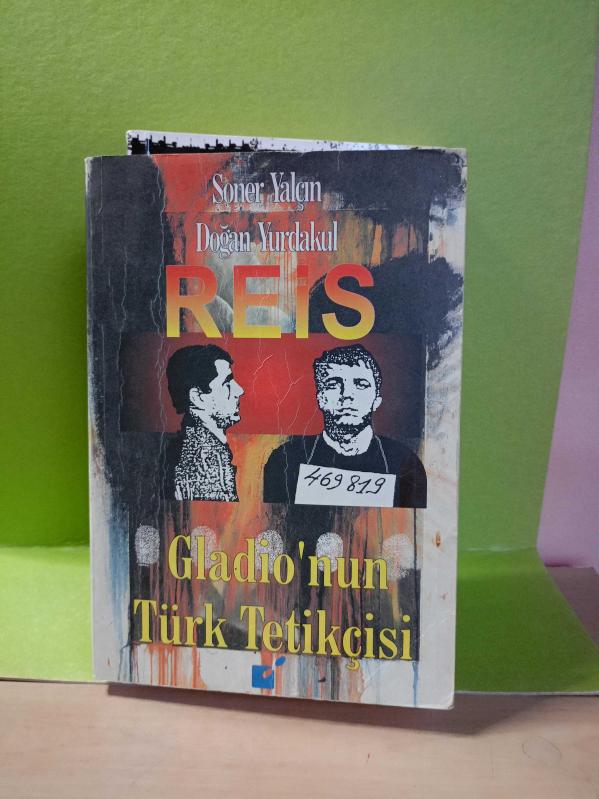 Soner Yalçın
Doğan Yurdakul
REİS
469819
Gladio'nun
Türk Tetikçisi